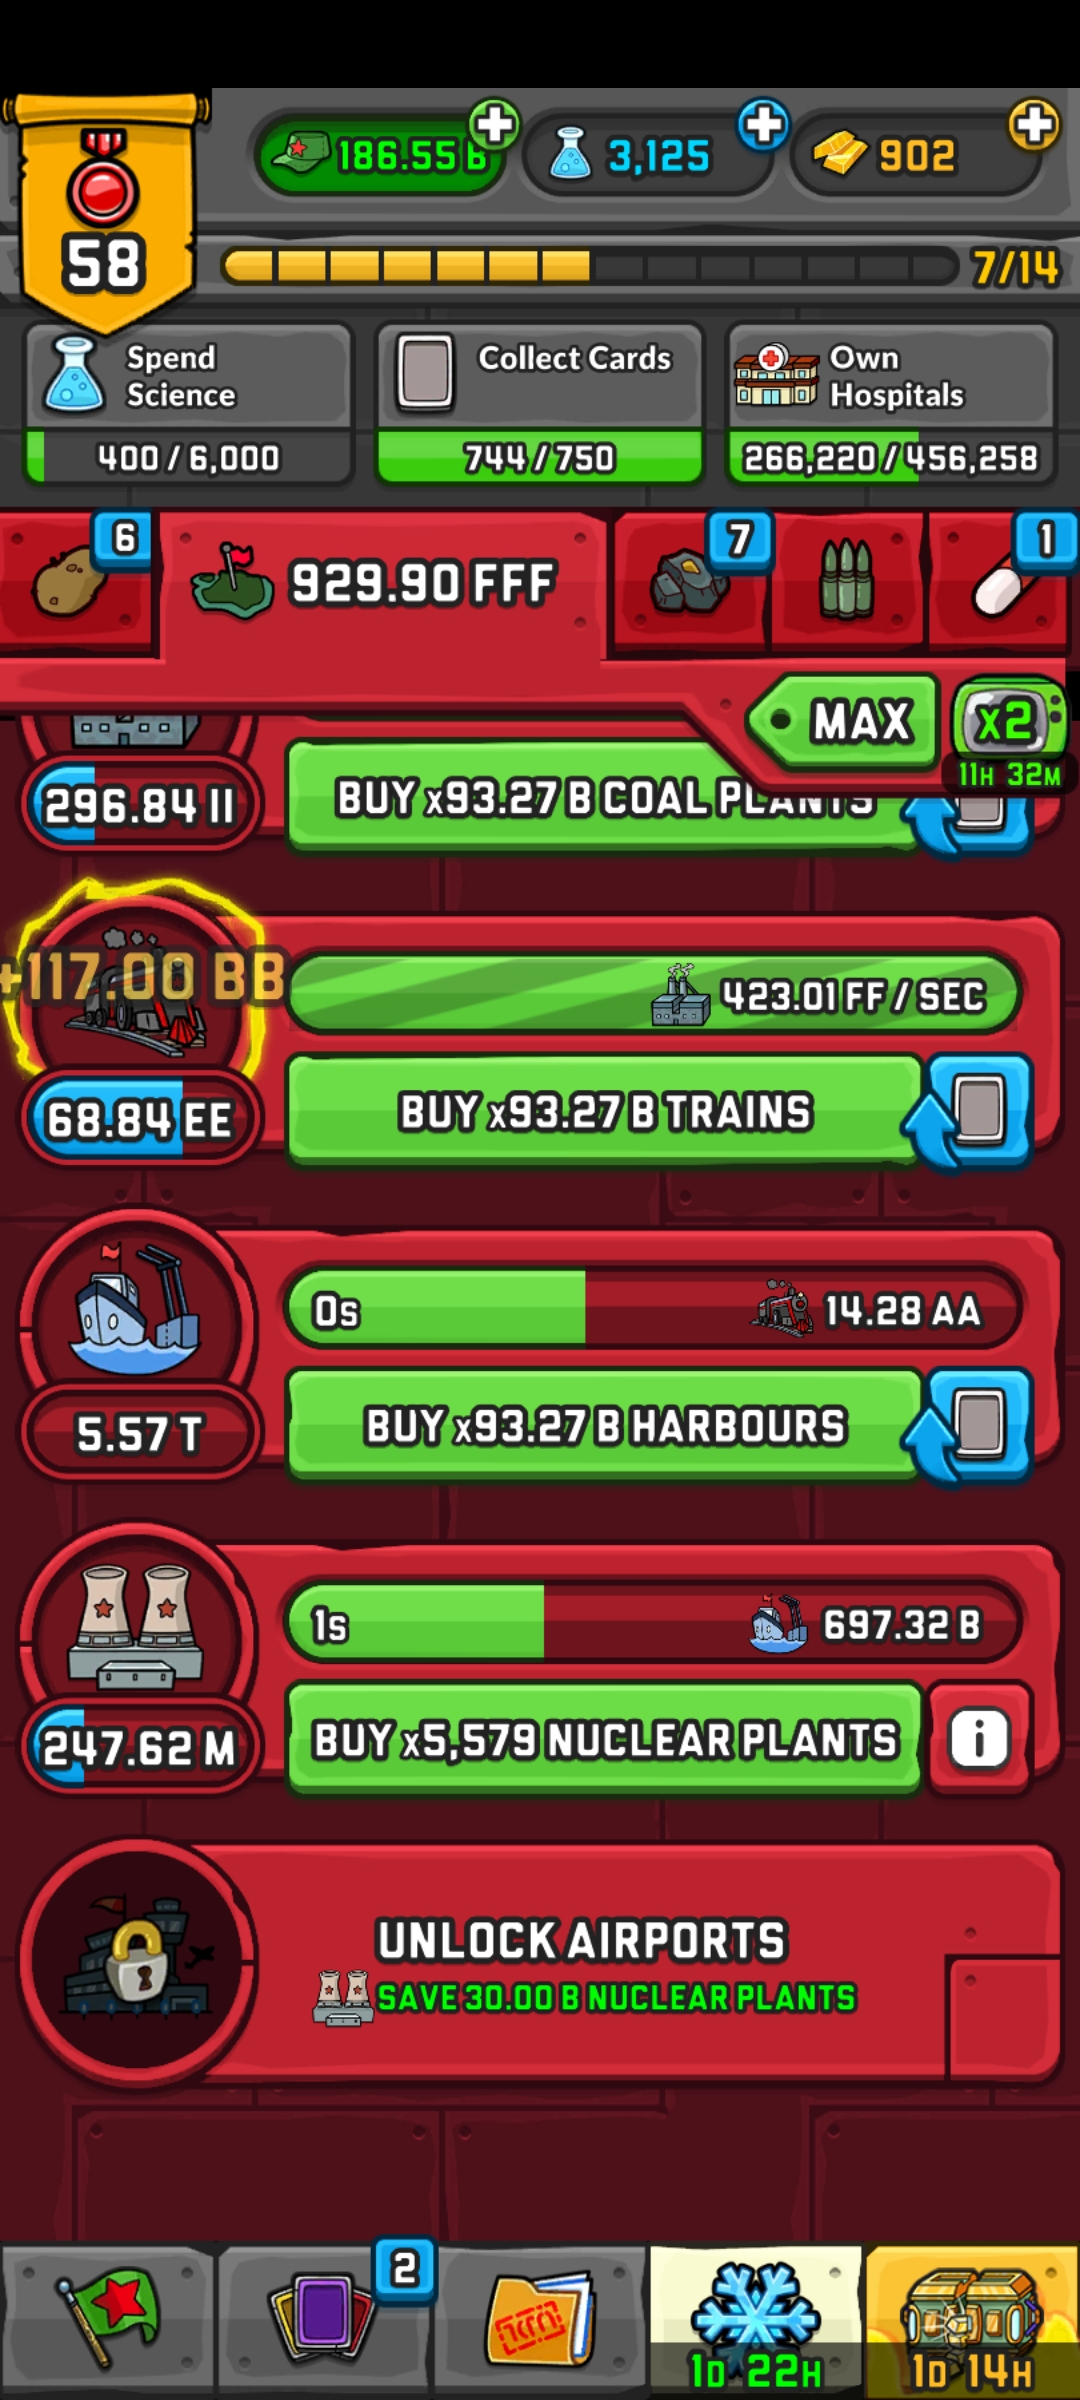 186.55 B
3,125
902
58
7/14
Spend
Science
400 / 6,000
Collect Cards
744 / 750
Own
Hospitals
266,220 / 456,258
6
929.90 FFF
7
1
MAX
x2
11H 32M
296.84 II
BUY x93.27 B COAL PLANTS
+117.00 BB
423.01 FF / SEC
68.84 EE
BUY x93.27 B TRAINS
0s
14.28 AA
5.57 T
BUY x93.27 B HARBOURS
1s
697.32 B
247.62 M
BUY x5,579 NUCLEAR PLANTS
i
UNLOCK AIRPORTS
SAVE 30.00 B NUCLEAR PLANTS
2
1D 22H
1D 14H